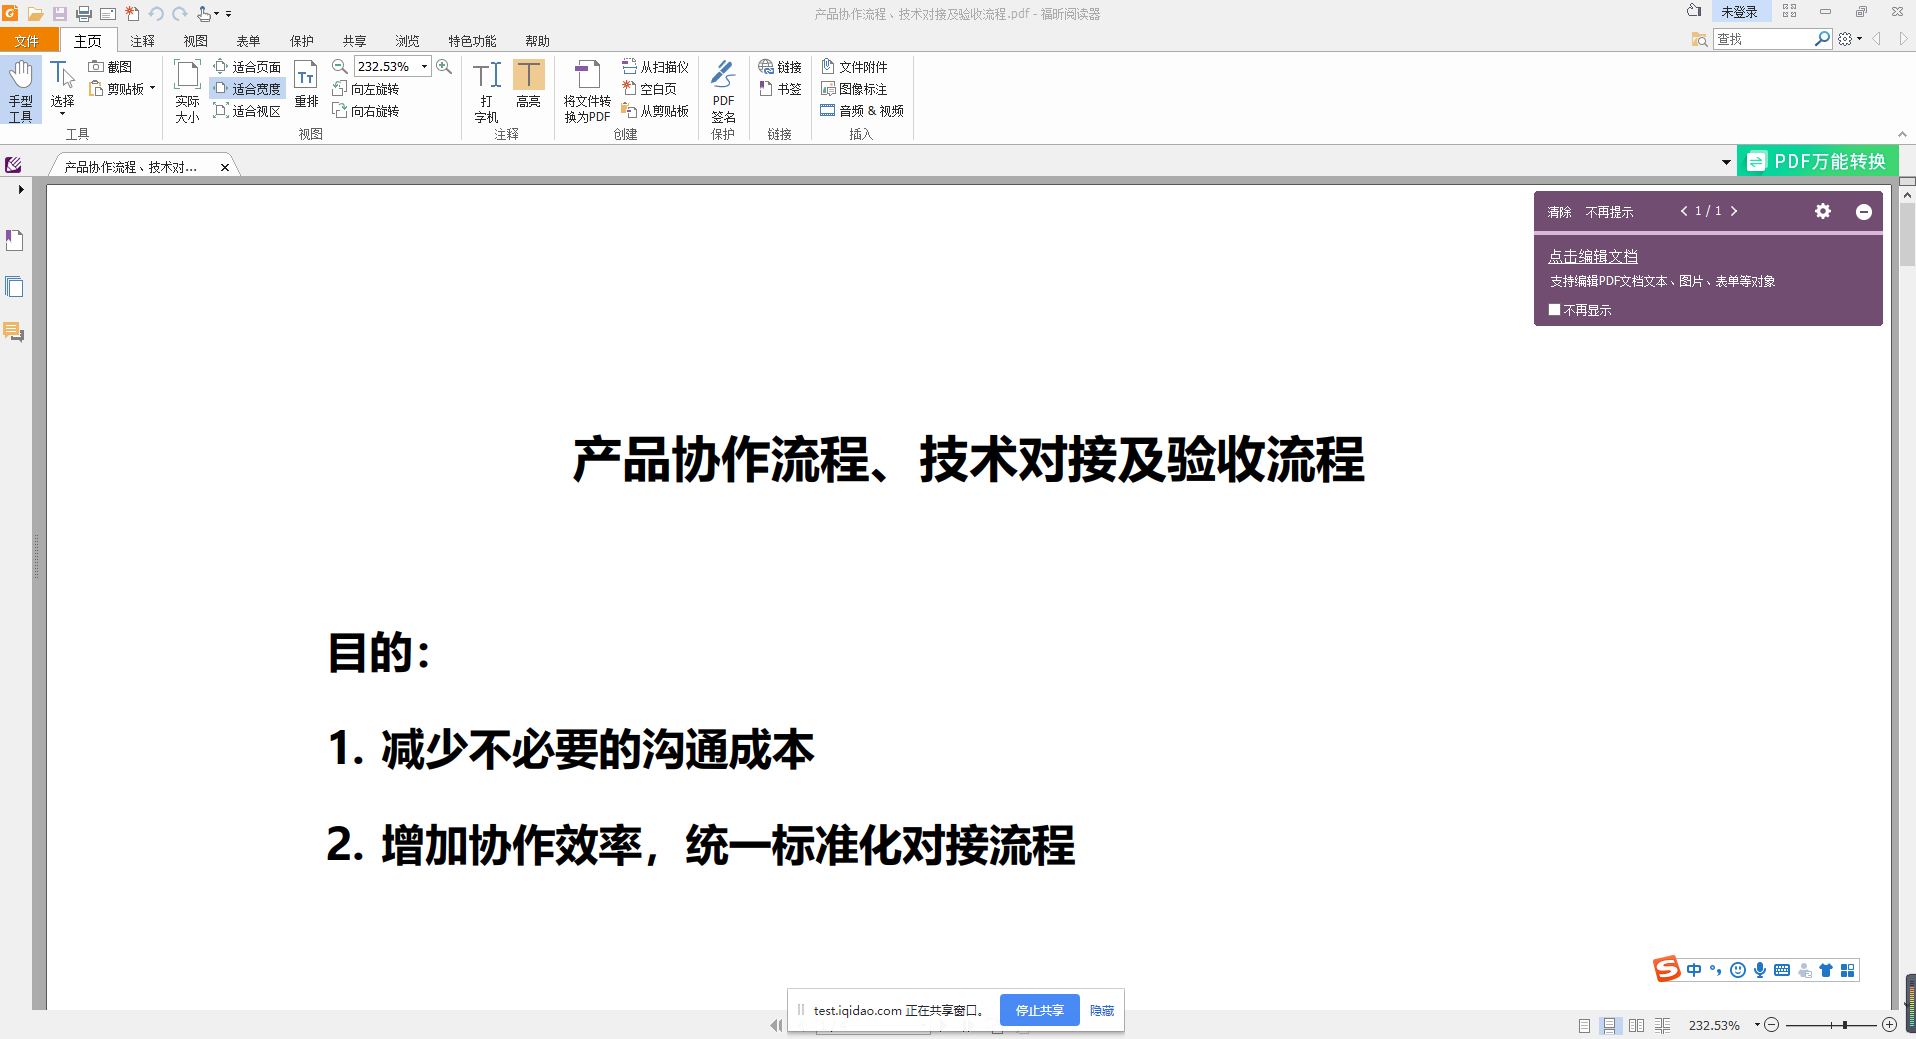 产品协作流程、技术对接及验收流程.pdf - 福昕阅读器
未登录
文件 主页 注释 视图 表单 保护 共享 浏览 特色功能 帮助
查找
手型
工具
选择
截图
剪贴板
工具
实际
大小
适合页面
适合宽度
适合视区
重排
232.53%
向左旋转
向右旋转
视图
打
字机
高亮
注释
将文件转
换为PDF
从扫描仪
空白页
从剪贴板
创建
PDF
签名
保护
链接
书签
链接
文件附件
图像标注
音频 & 视频
插入
产品协作流程、技术对...
PDF万能转换
清除 不再提示 1 / 1
点击编辑文档
支持编辑PDF文档文本、图片、表单等对象
不再显示
产品协作流程、技术对接及验收流程
目的：
1. 减少不必要的沟通成本
2. 增加协作效率，统一标准化对接流程
S 中
test.iqidao.com 正在共享窗口。 停止共享 隐藏
232.53%